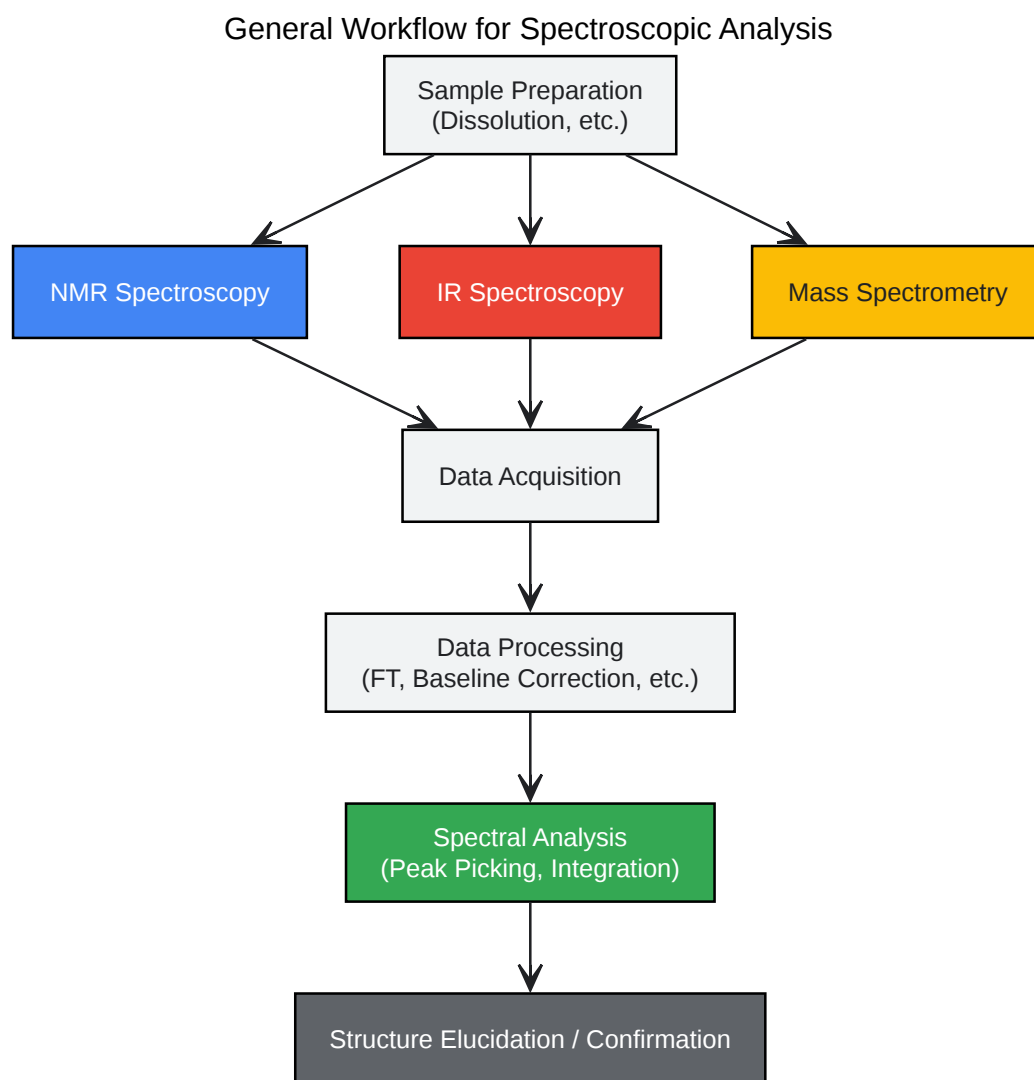 General Workflow for Spectroscopic Analysis
Sample Preparation
(Dissolution, etc.)
NMR Spectroscopy
IR Spectroscopy
Mass Spectrometry
Data Acquisition
Data Processing
(FT, Baseline Correction, etc.)
Spectral Analysis
(Peak Picking, Integration)
Structure Elucidation / Confirmation